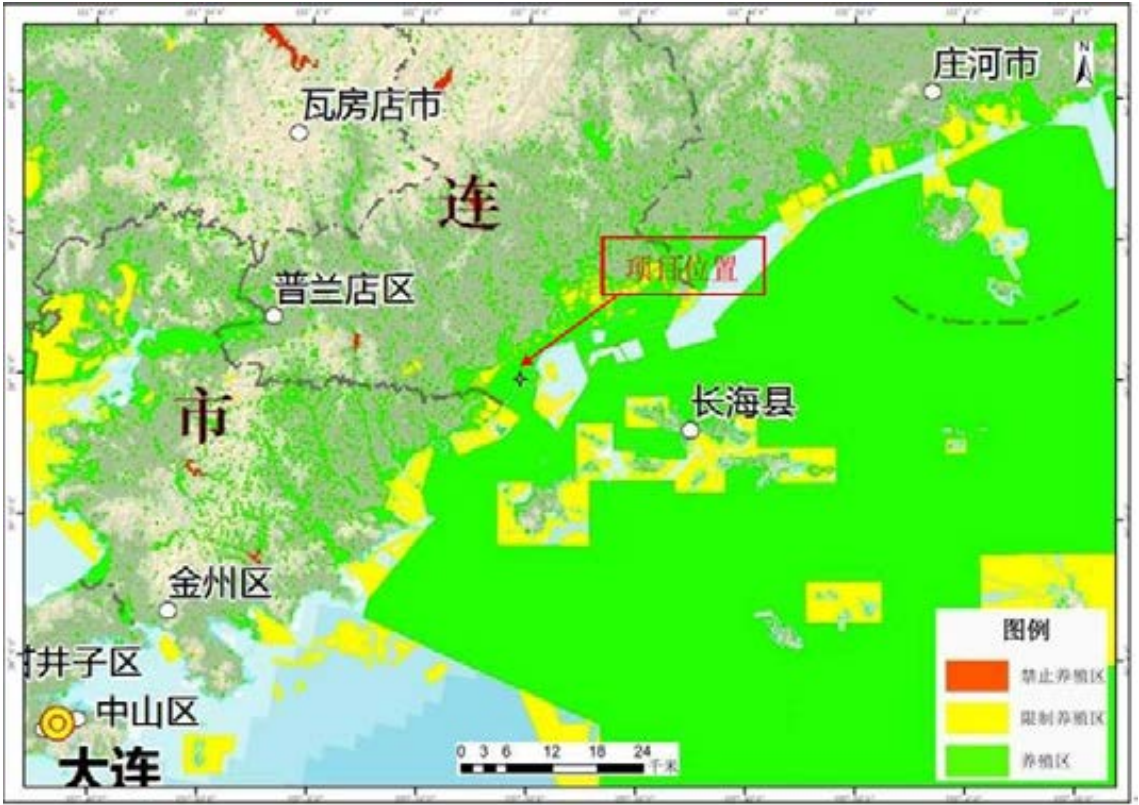 庄河市
N
瓦房店市
连
项目位置
普兰店区
长海县
市
金州区
井子区
中山区
大连
图例
禁止养殖区
限制养殖区
养殖区
0 3 6 12 18 24
千米